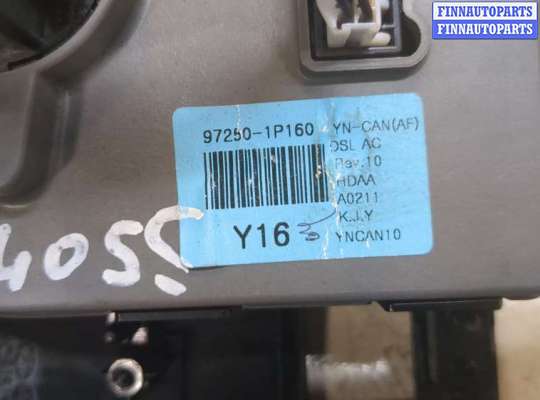 FINNAUTOPARTS
FINNAUTOPARTS
97250-1P160 YN-CAN(AF)
DSL AC
Rev.10
HDAA
A0211
Y16 K.J.Y
YNCAN10
4055